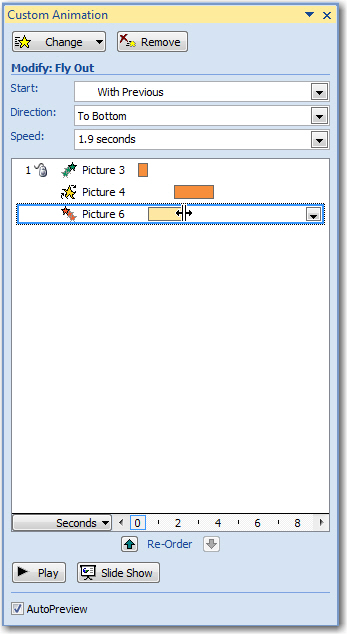 Custom Animation
Change Remove
Modify: Fly Out
Start: With Previous
Direction: To Bottom
Speed: 1.9 seconds
1 Picture 3
Picture 4
Picture 6
Seconds 0 2 4 6 8
Re-Order
Play Slide Show
AutoPreview